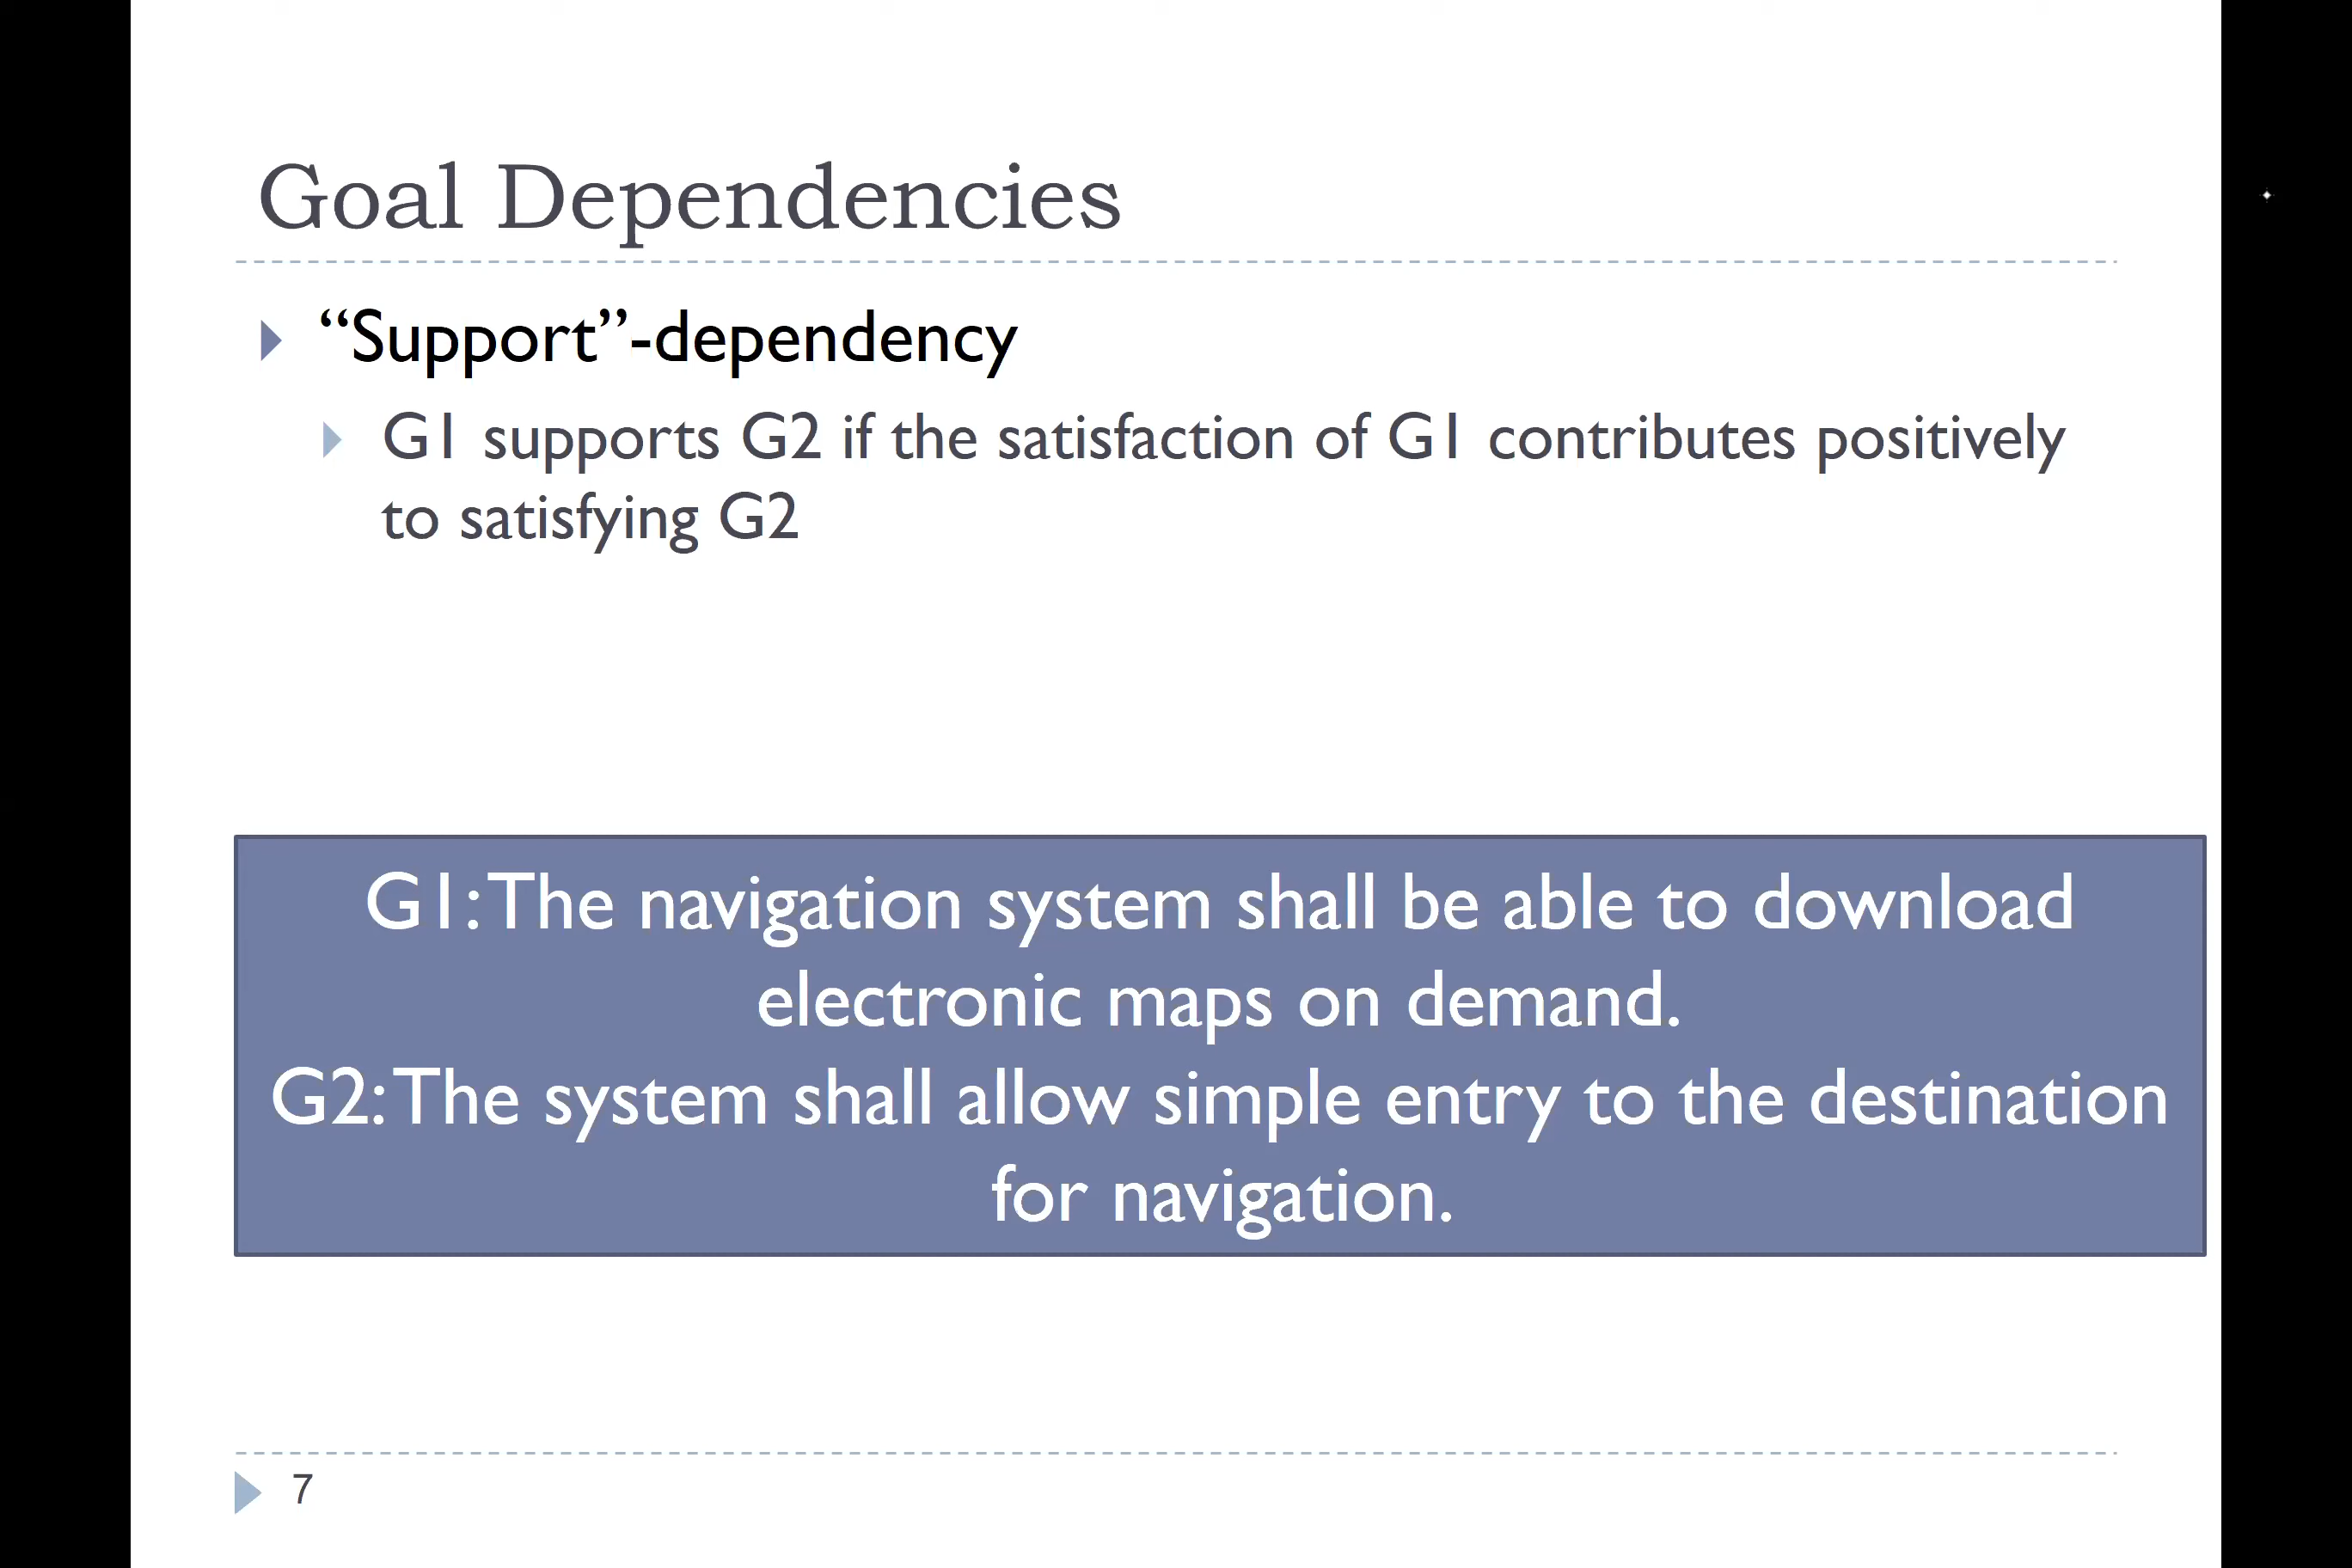 Goal Dependencies
“Support”-dependency
G1 supports G2 if the satisfaction of G1 contributes positively
to satisfying G2
G1: The navigation system shall be able to download
electronic maps on demand.
G2: The system shall allow simple entry to the destination
for navigation.
7